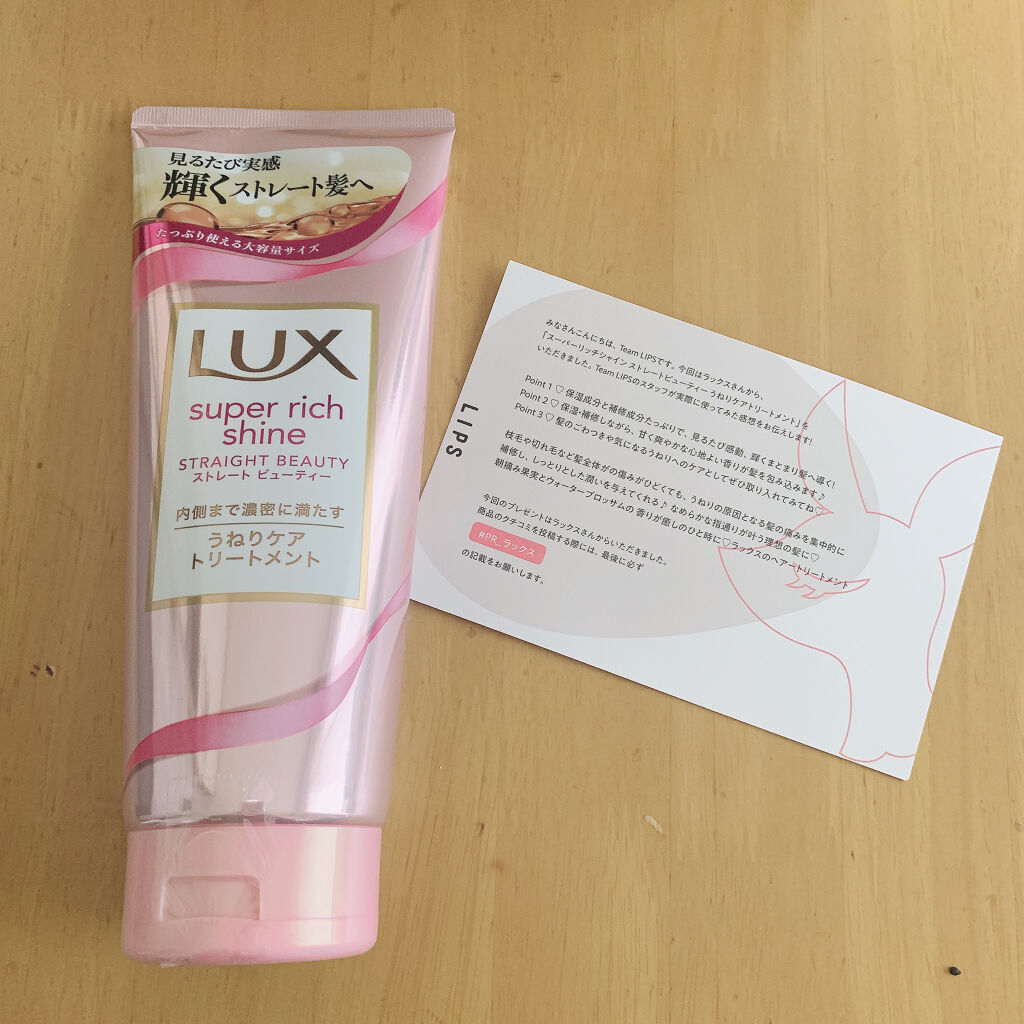 見るたび実感
輝くストレート髪へ
たっぷり使える大容量サイズ
LUX
super rich
shine
STRAIGHT BEAUTY
ストレート ビューティー
内側まで濃密に満たす
うねりケア
トリートメント
LIPS
みなさんこんにちは、Team LIPSです。今回はラックスさんから、
「スーパーリッチシャイン ストレートビューティー うねりケアトリートメント」を
いただきました。Team LIPSのスタッフが実際に使ってみた感想をお伝えします!
Point 1 ♡ 保湿成分と補修成分たっぷりで、見るたび感動、輝くまとまり髪へ導く!
Point 2 ♡ 保湿・補修しながら、甘く爽やかな心地よい香りが髪を包み込みます♪
Point 3 ♡ 髪のごわつきや気になるうねりへのケアとしてぜひ取り入れてみてね♡
枝毛や切れ毛など髪全体がの傷みがひどくても、うねりの原因となる髪の痛みを集中的に
補修し、しっとりとした潤いを与えてくれる♪ なめらかな指通りが叶う理想の髪に♡
朝摘み果実とウォーターブロッサムの 香りが癒しのひと時に♡ラックスのヘアートリートメント
今回のプレゼントはラックスさんからいただきました。
商品のクチコミを投稿する際には、最後に必ず
#PR_ラックス
の記載をお願いします。